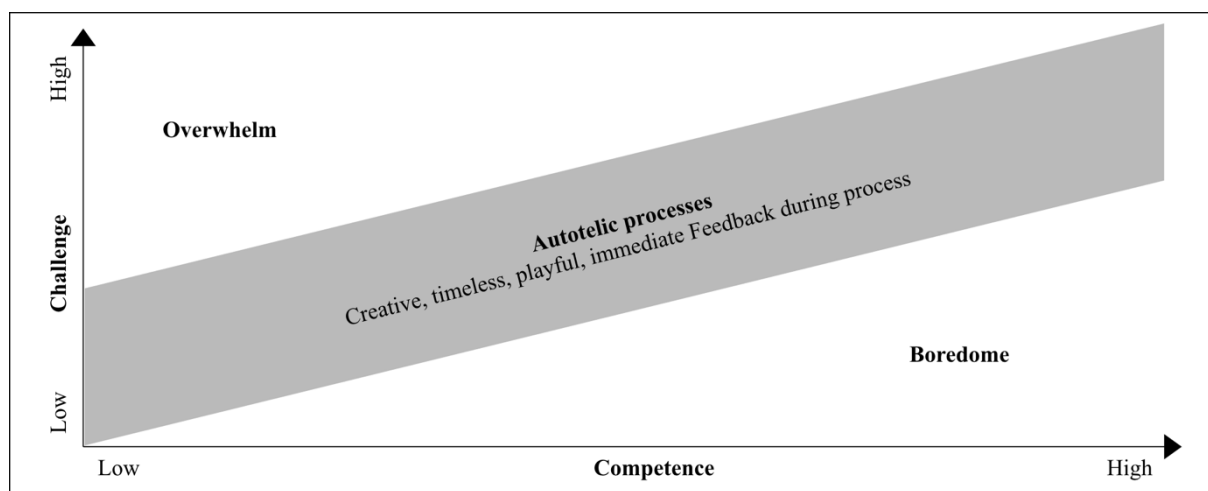 High
Overwhelm
Autotelic processes
Creative, timeless, playful, immediate Feedback during process
Challenge
Boredome
Low
Low
Competence
High